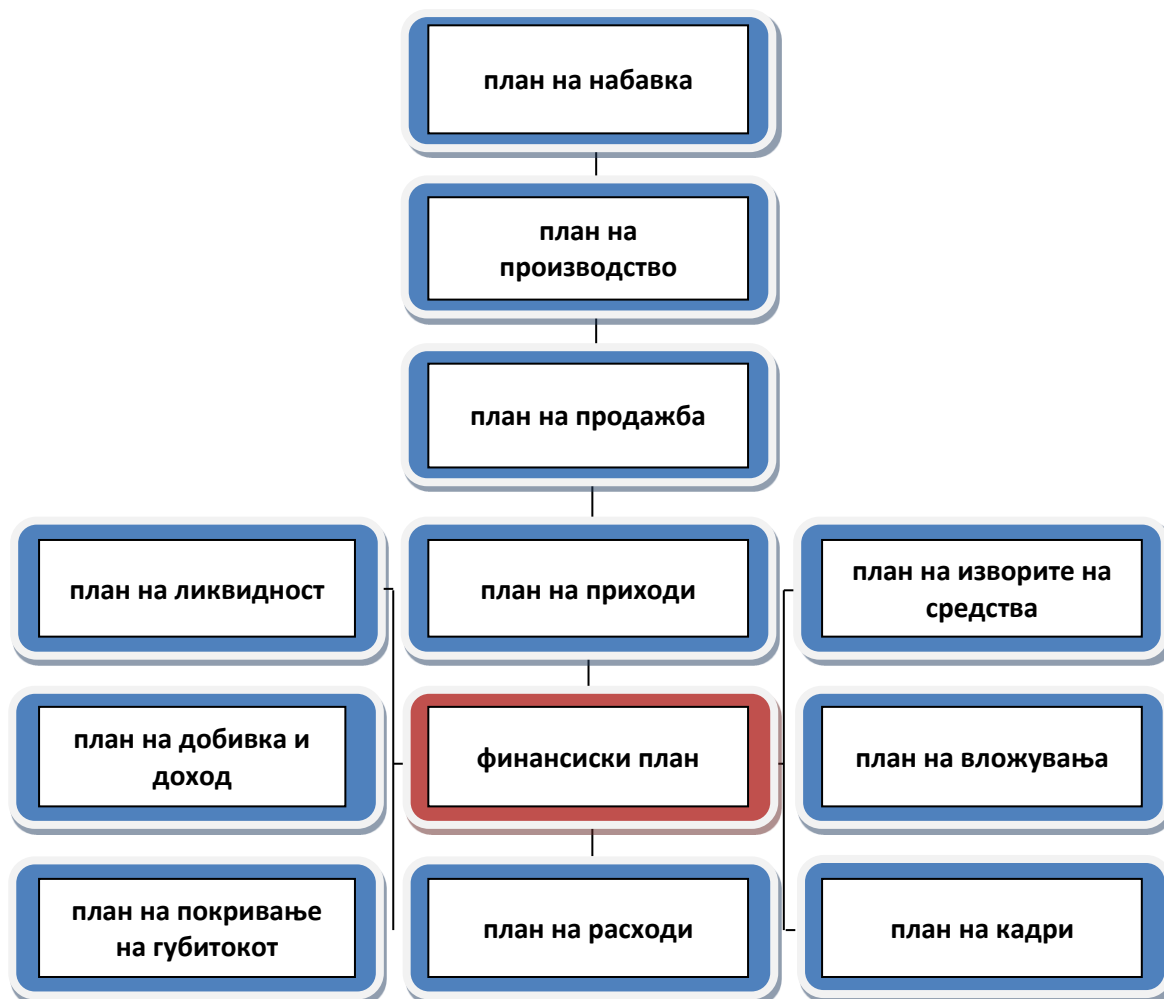 план на набавка
план на
производство
план на продажба
план на ликвидност
план на приходи
план на изворите на
средства
план на добивка и
доход
финансиски план
план на вложувања
план на покривање
на губитокот
план на расходи
план на кадри